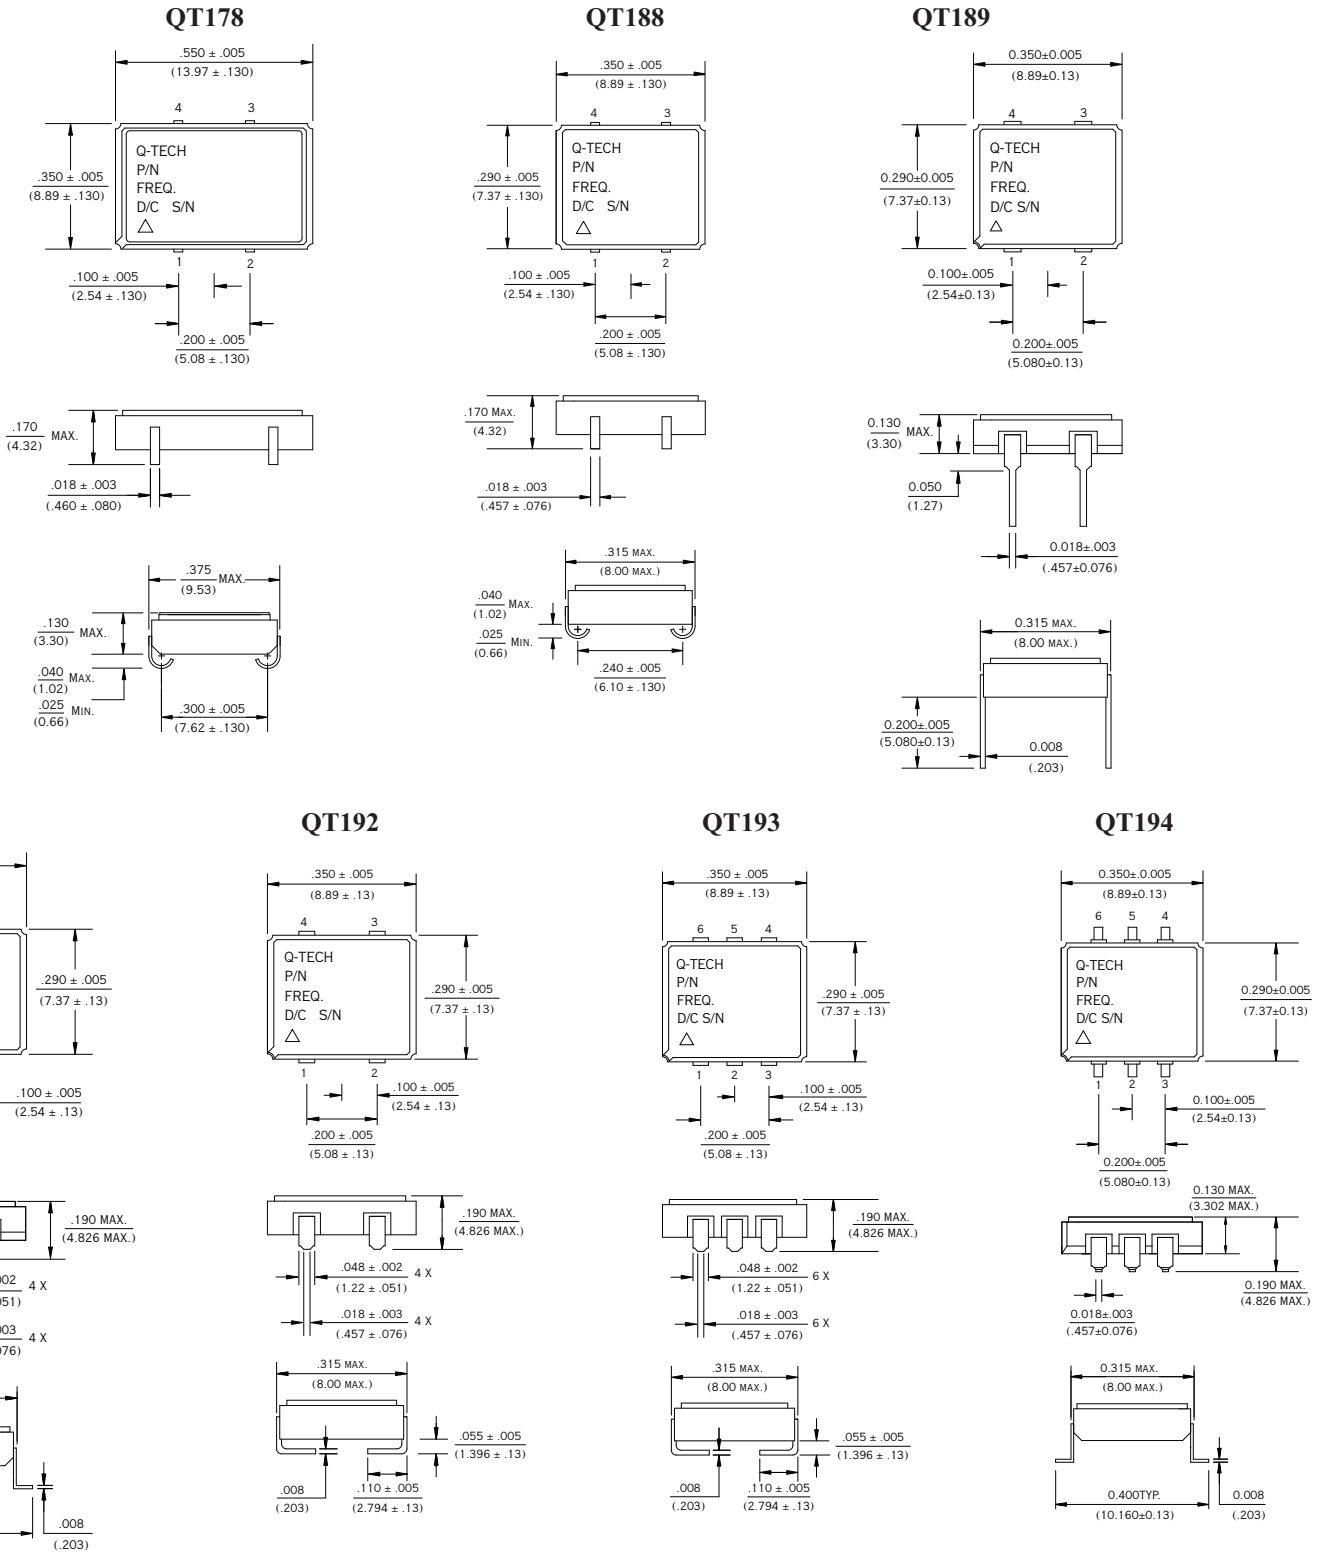 QT178
.550 ± .005
(13.97 ± .130)
4 3
.350 ± .005
(8.89 ± .130)
Q-TECH
P/N
FREQ.
D/C S/N
1 2
.100 ± .005
(2.54 ± .130)
.200 ± .005
(5.08 ± .130)
.170
(4.32)
MAX.
.018 ± .003
(.460 ± .080)
.375
(9.53)
MAX.
.130
(3.30)
MAX.
.040
(1.02)
MAX.
.025
(0.66)
MIN.
.300 ± .005
(7.62 ± .130)
QT188
.350 ± .005
(8.89 ± .130)
4 3
.290 ± .005
(7.37 ± .130)
Q-TECH
P/N
FREQ.
D/C S/N
1 2
.100 ± .005
(2.54 ± .130)
.200 ± .005
(5.08 ± .130)
.170 MAX.
(4.32)
.018 ± .003
(.457 ± .076)
.315 MAX.
(8.00 MAX.)
.040
(1.02)
MAX.
.025
(0.66)
MIN.
.240 ± .005
(6.10 ± .130)
QT189
0.350±0.005
(8.89±0.13)
4 3
0.290±0.005
(7.37±0.13)
Q-TECH
P/N
FREQ.
D/C S/N
1 2
0.100±.005
(2.54±0.13)
0.200±.005
(5.080±0.13)
0.130
(3.30)
MAX.
0.050
(1.27)
0.018±.003
(.457±0.076)
0.315 MAX.
(8.00 MAX.)
0.200±.005
(5.080±0.13)
0.008
(.203)
.290 ± .005
(7.37 ± .13)
.100 ± .005
(2.54 ± .13)
.190 MAX.
(4.826 MAX.)
002 4 X
051)
003 4 X
076)
.008
(.203)
QT192
.350 ± .005
(8.89 ± .13)
4 3
Q-TECH
P/N
FREQ.
D/C S/N
.290 ± .005
(7.37 ± .13)
1 2
.100 ± .005
(2.54 ± .13)
.200 ± .005
(5.08 ± .13)
.190 MAX.
(4.826 MAX.)
.048 ± .002 4 X
(1.22 ± .051)
.018 ± .003 4 X
(.457 ± .076)
.315 MAX.
(8.00 MAX.)
.055 ± .005
(1.396 ± .13)
.008
(.203)
.110 ± .005
(2.794 ± .13)
QT193
.350 ± .005
(8.89 ± .13)
6 5 4
Q-TECH
P/N
FREQ.
D/C S/N
.290 ± .005
(7.37 ± .13)
1 2 3
.100 ± .005
(2.54 ± .13)
.200 ± .005
(5.08 ± .13)
.190 MAX.
(4.826 MAX.)
.048 ± .002
(1.22 ± .051)
6 X
.018 ± .003
(.457 ± .076)
6 X
.315 MAX.
(8.00 MAX.)
.055 ± .005
(1.396 ± .13)
.008
(.203)
.110 ± .005
(2.794 ± .13)
QT194
0.350±.0.005
(8.89±0.13)
6 5 4
Q-TECH
P/N
FREQ.
D/C S/N
0.290±0.005
(7.37±0.13)
1 2 3
0.100±.005
(2.54±0.13)
0.200±.005
(5.080±0.13)
0.130 MAX.
(3.302 MAX.)
0.190 MAX.
(4.826 MAX.)
0.018±.003
(.457±0.076)
0.315 MAX.
(8.00 MAX.)
0.400TYP.
(10.160±0.13)
0.008
(.203)